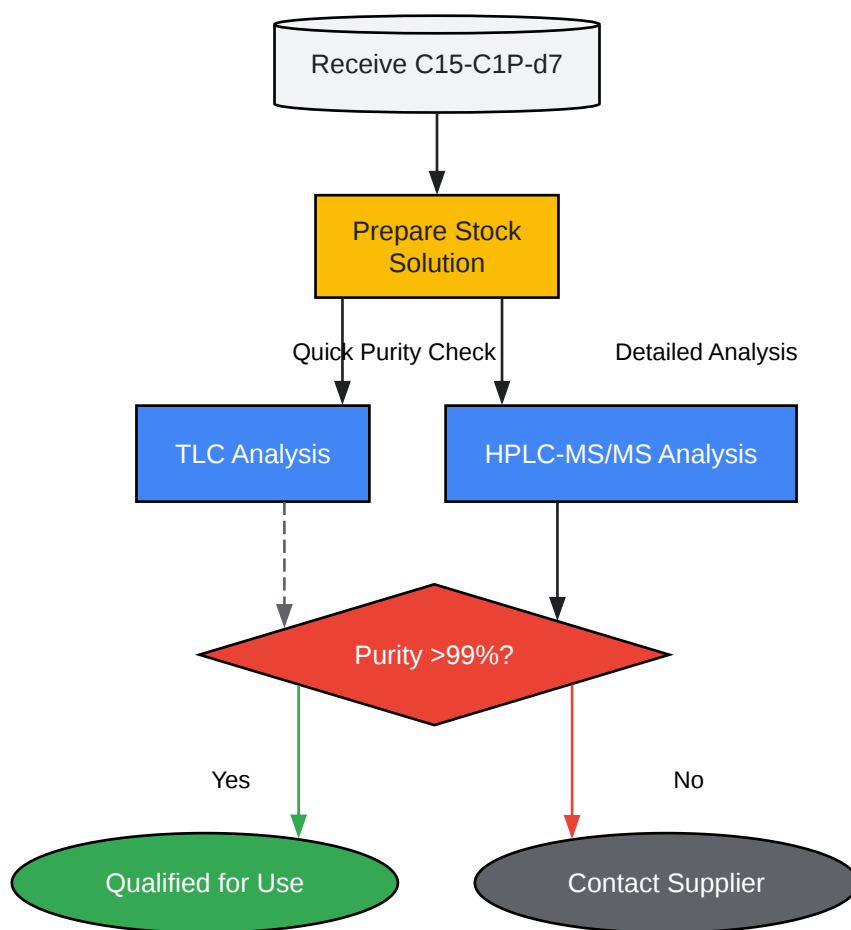 Receive C15-C1P-d7
Prepare Stock
Solution
Quick Purity Check
Detailed Analysis
TLC Analysis
HPLC-MS/MS Analysis
Purity >99%?
Yes
No
Qualified for Use
Contact Supplier